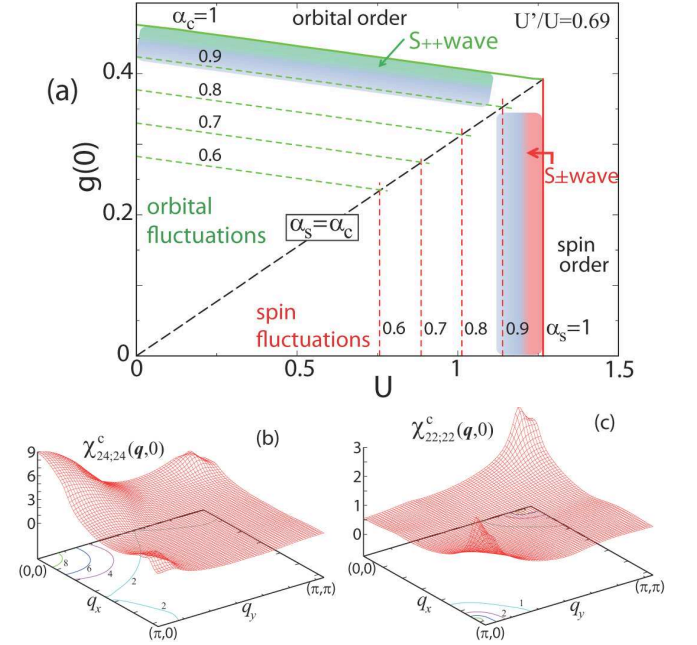 α_c=1
orbital order
U'/U=0.69
0.4
0.9
S++wave
(a)
0.8
0.7
0.6
g(0)
0.2
S±wave
orbital
fluctuations
α_s=α_c
spin
order
spin
fluctuations
0.6
0.7
0.8
0.9
α_s=1
0
0
0.5
1
1.5
U
χ^c_{24;24}(q,0)
(b)
9
6
3
0
8
6
4
2
2
(0,0)
q_x
(π,0)
q_y
(π,π)
χ^c_{22;22}(q,0)
(c)
3
2
1
0
1
2
(0,0)
q_x
(π,0)
q_y
(π,π)